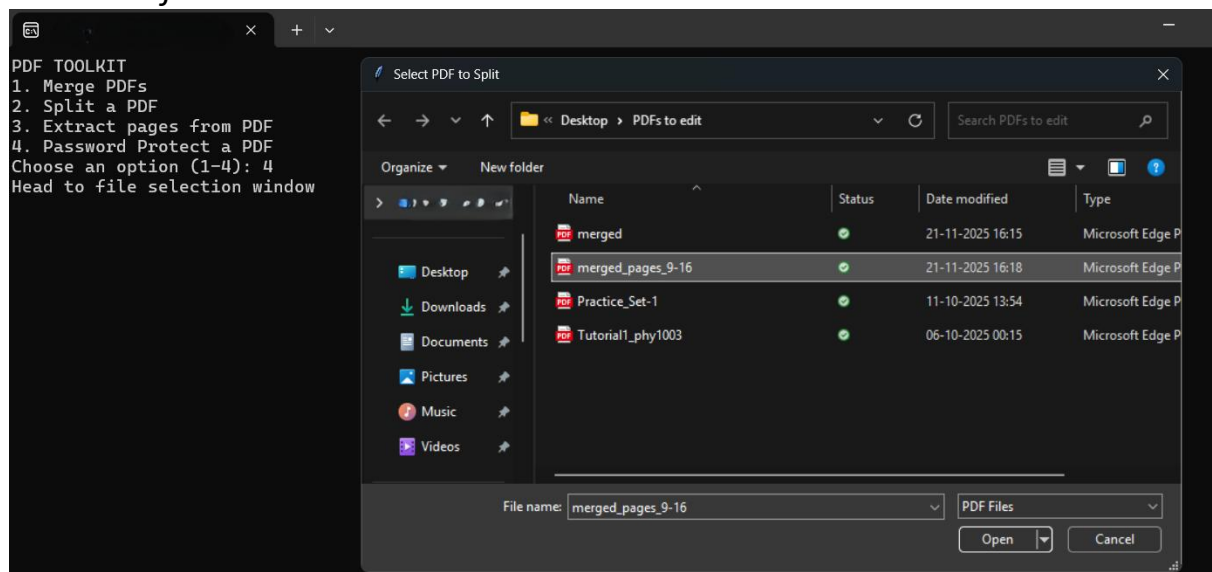 PDF TOOLKIT
1. Merge PDFs
2. Split a PDF
3. Extract pages from PDF
4. Password Protect a PDF
Choose an option (1-4): 4
Head to file selection window
Select PDF to Split
« Desktop > PDFs to edit
Search PDFs to edit
Organize New folder
Name Status Date modified Type
merged 21-11-2025 16:15 Microsoft Edge P
merged_pages_9-16 21-11-2025 16:18 Microsoft Edge P
Practice_Set-1 11-10-2025 13:54 Microsoft Edge P
Tutorial1_phy1003 06-10-2025 00:15 Microsoft Edge P
Desktop
Downloads
Documents
Pictures
Music
Videos
File name: merged_pages_9-16 PDF Files
Open Cancel